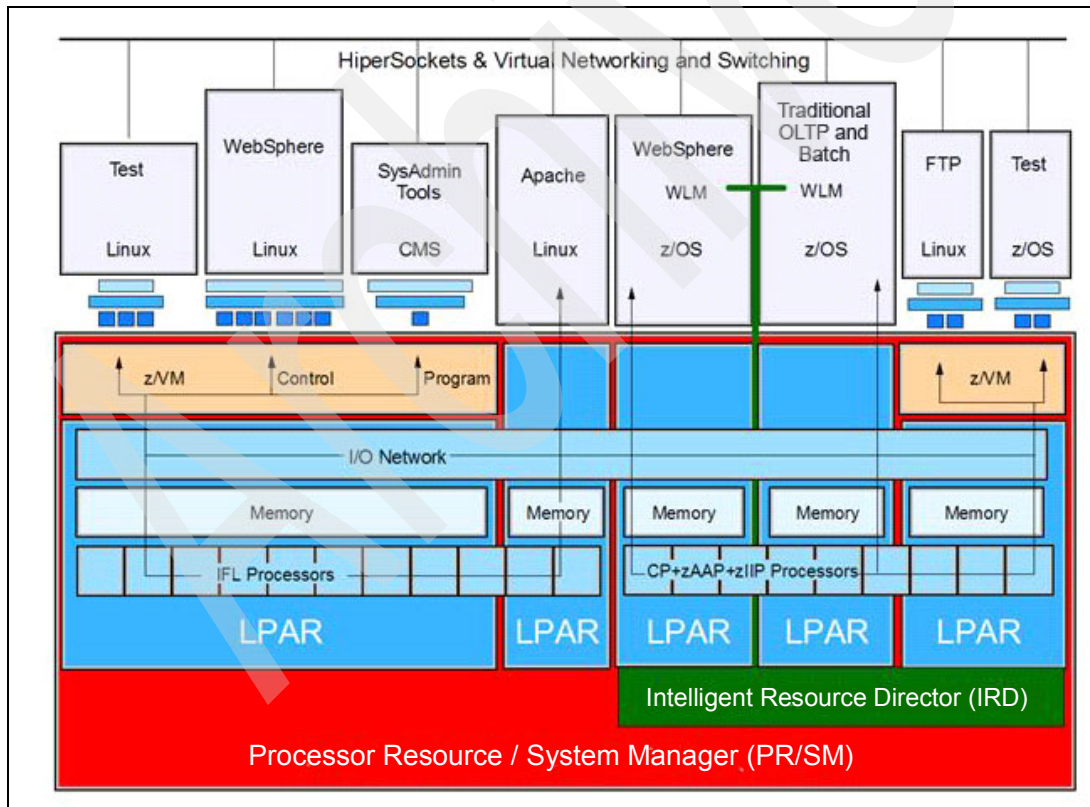 HiperSockets & Virtual Networking and Switching
Test
Linux
WebSphere
Linux
SysAdmin
Tools
CMS
Apache
Linux
WebSphere
WLM
z/OS
Traditional
OLTP and
Batch
WLM
z/OS
FTP
Linux
Test
z/OS
z/VM Control Program
z/VM
I/O Network
Memory
Memory
Memory
Memory
Memory
IFL Processors
CP+zAAP+zIIP Processors
LPAR
LPAR
LPAR
LPAR
LPAR
Intelligent Resource Director (IRD)
Processor Resource / System Manager (PR/SM)